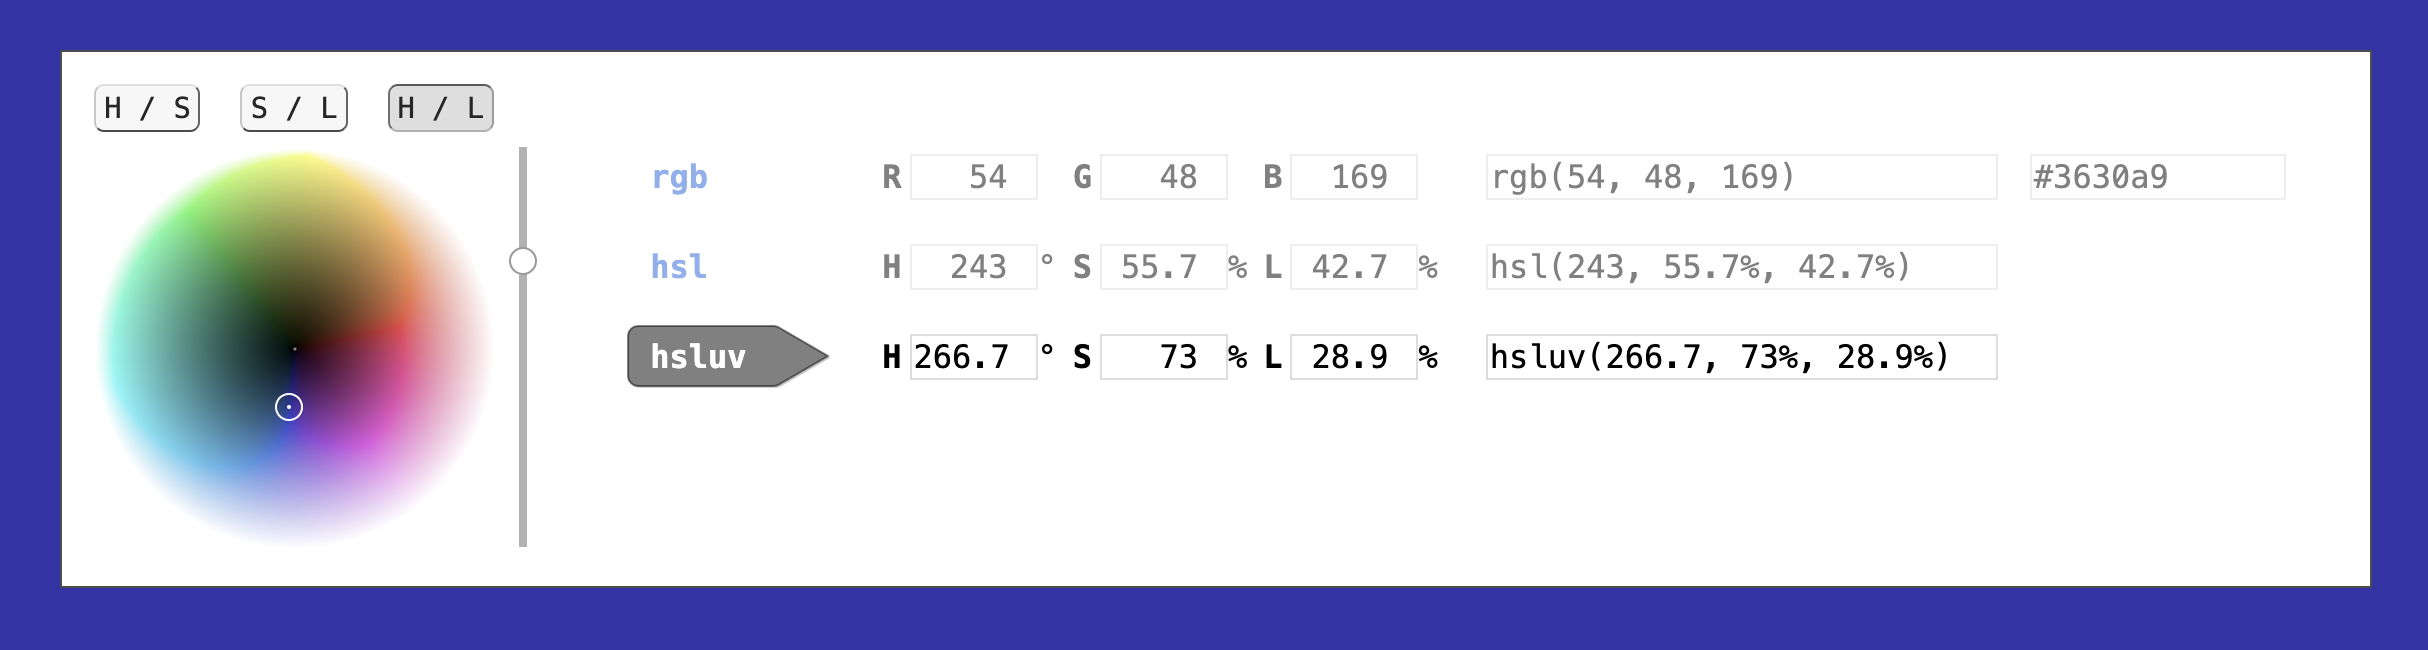 H / S S / L H / L
rgb R 54 G 48 B 169 rgb(54, 48, 169) #3630a9
hsl H 243 ° S 55.7 % L 42.7 % hsl(243, 55.7%, 42.7%)
hsluv H 266.7 ° S 73 % L 28.9 % hsluv(266.7, 73%, 28.9%)